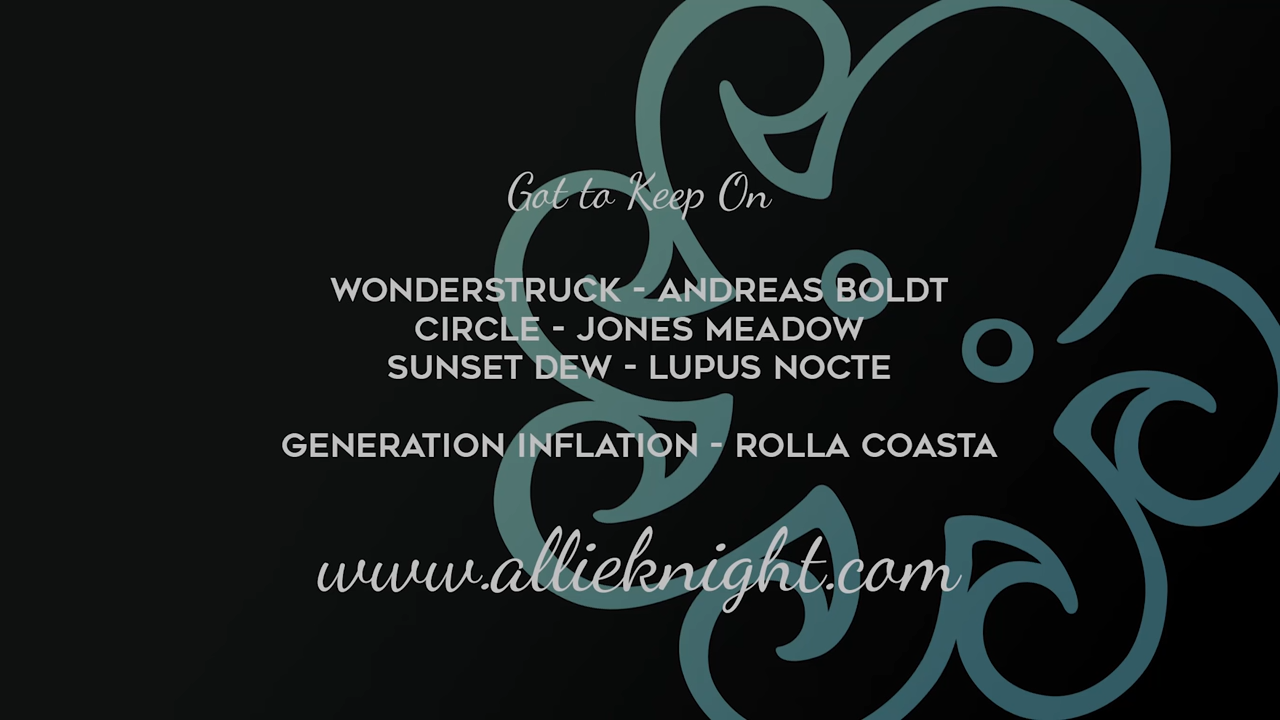 Got to Keep On
WONDERSTRUCK - ANDREAS BOLDT
CIRCLE - JONES MEADOW
SUNSET DEW - LUPUS NOCTE
GENERATION INFLATION - ROLLA COASTA
www.allieknight.com